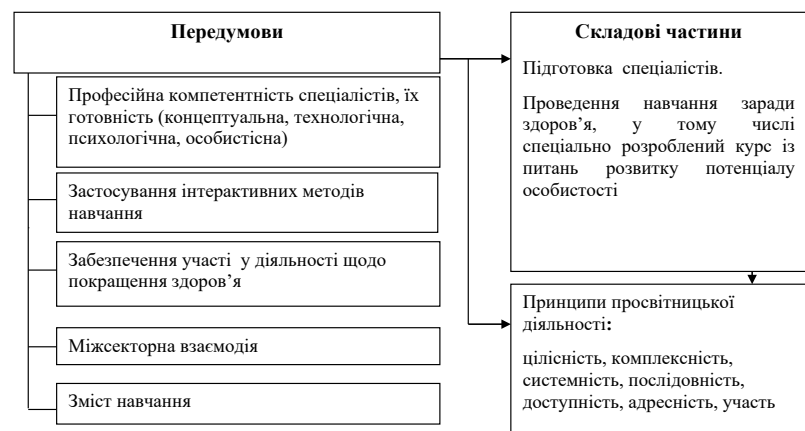 Передумови
Професійна компетентність спеціалістів, їх
готовність (концептуальна, технологічна,
психологічна, особистісна)
Застосування інтерактивних методів
навчання
Забезпечення участі у діяльності щодо
покращення здоров’я
Міжсекторна взаємодія
Зміст навчання
Складові частини
Підготовка спеціалістів.
Проведення навчання заради
здоров’я, у тому числі
спеціально розроблений курс із
питань розвитку потенціалу
особистості
Принципи просвітницької
діяльності:
цілісність, комплексність,
системність, послідовність,
доступність, адресність, участь